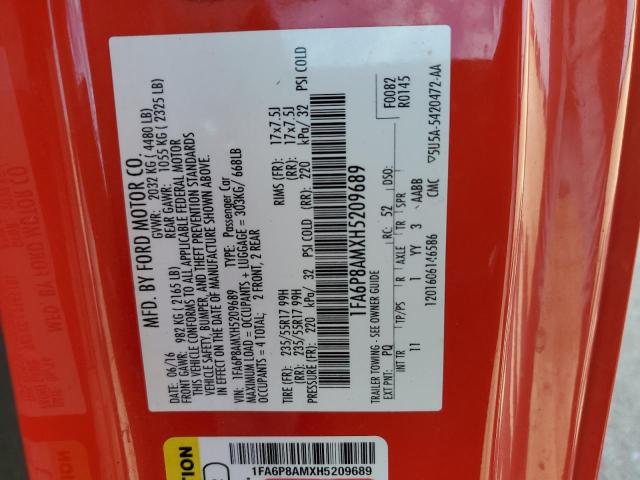 MFD. BY FORD MOTOR CO.
06/16 GVWR: 2032 KG ( 4480 LB)
FRONT GAWR: 982 KG ( 2165 LB) REAR GAWR: 1055 KG ( 2325 LB)
THIS VEHICLE CONFORMS TO ALL APPLICABLE FEDERAL MOTOR
VEHICLE SAFETY, BUMPER, AND THEFT PREVENTION STANDARDS
IN EFFECT ON THE DATE OF MANUFACTURE SHOWN ABOVE.
VIN: 1FA6P8AMXH5209689 TYPE: Passenger Car
MAXIMUM LOAD = OCCUPANTS + LUGGAGE = 303KG/ 668LB
OCCUPANTS = 4 TOTAL; 2 FRONT, 2 REAR
TIRE (FR): 235/55R17 99H RIMS (FR): 17x7.5J
(RR): 235/55R17 99H (RR): 17x7.5J
PRESSURE (FR): 220 kPa/ 32 PSI COLD (RR): 220 kPa/ 32 PSI COLD
1FA6P8AMXH5209689
TRAILER TOWING - SEE OWNER GUIDE
F0082
EXT PNT: PQ RC: 52 DSO: R0145
INT TR TP/PS R AXLE TR SPR
11 1 YY 3 AABB
1201606146586 CMC 5U5A-5420472-AA
1FA6P8AMXH5209689